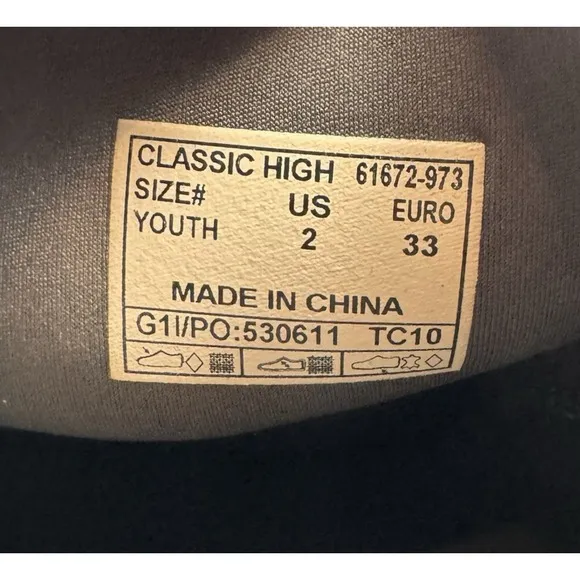 CLASSIC HIGH 61672-973
SIZE# US EURO
YOUTH 2 33
MADE IN CHINA
G1I/PO:530611 TC10